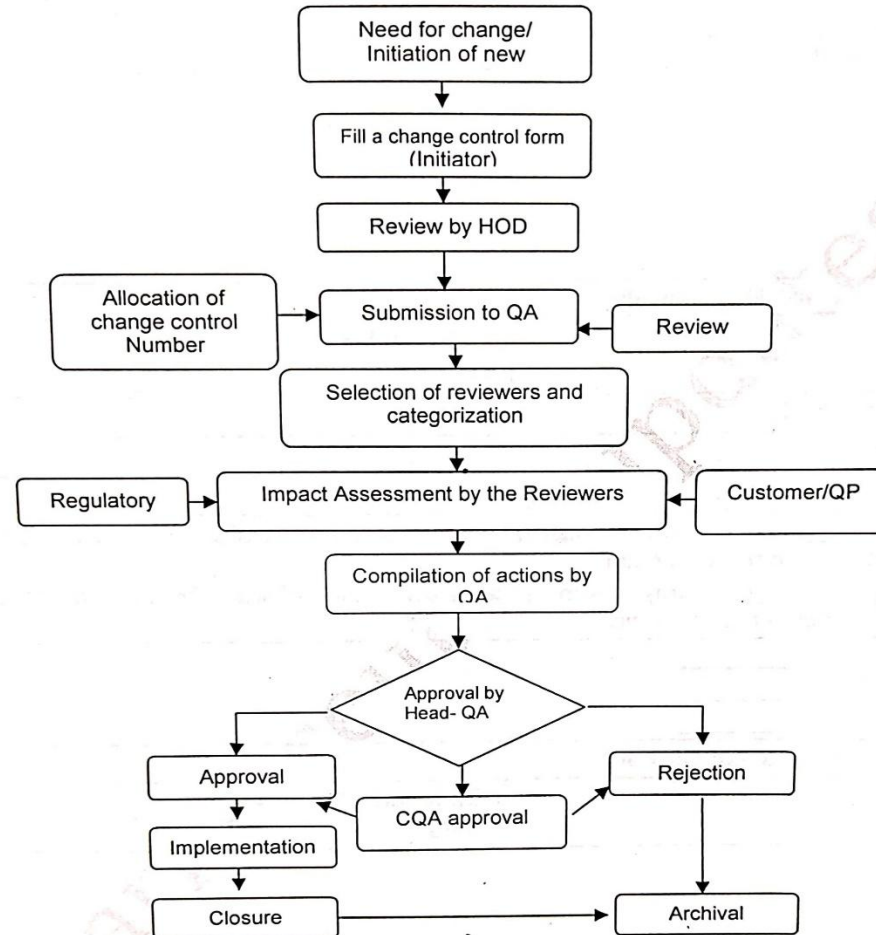 Need for change/
Initiation of new
Fill a change control form
(Initiator)
Review by HOD
Allocation of
change control
Number
Submission to QA
Review
Selection of reviewers and
categorization
Regulatory
Impact Assessment by the Reviewers
Customer/QP
Compilation of actions by
QA
Approval by
Head- QA
Approval
Rejection
CQA approval
Implementation
Closure
Archival